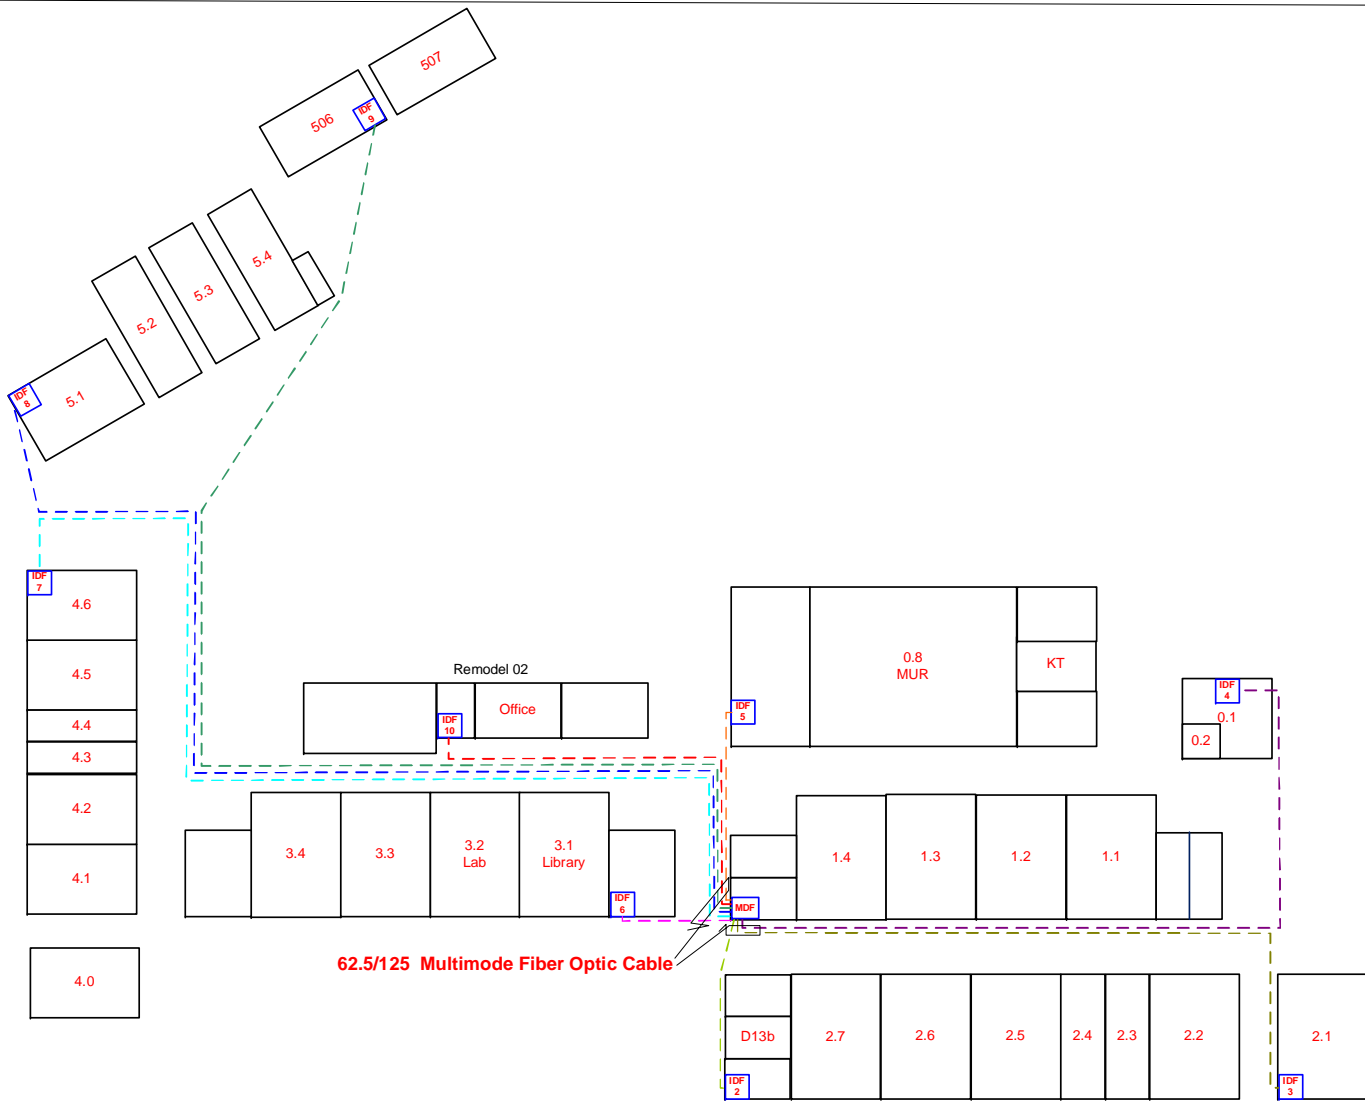 507
506
IDF
9
5.4
5.3
5.2
5.1
IDF
8
IDF
7
4.6
4.5
4.4
4.3
4.2
4.1
4.0
Remodel 02
Office
IDF
10
0.8
MUR
KT
IDF
5
IDF
4
0.1
0.2
3.4
3.3
3.2
Lab
3.1
Library
IDF
6
MDF
1.4
1.3
1.2
1.1
62.5/125 Multimode Fiber Optic Cable
D13b
2.7
2.6
2.5
2.4
2.3
2.2
2.1
IDF
2
IDF
3